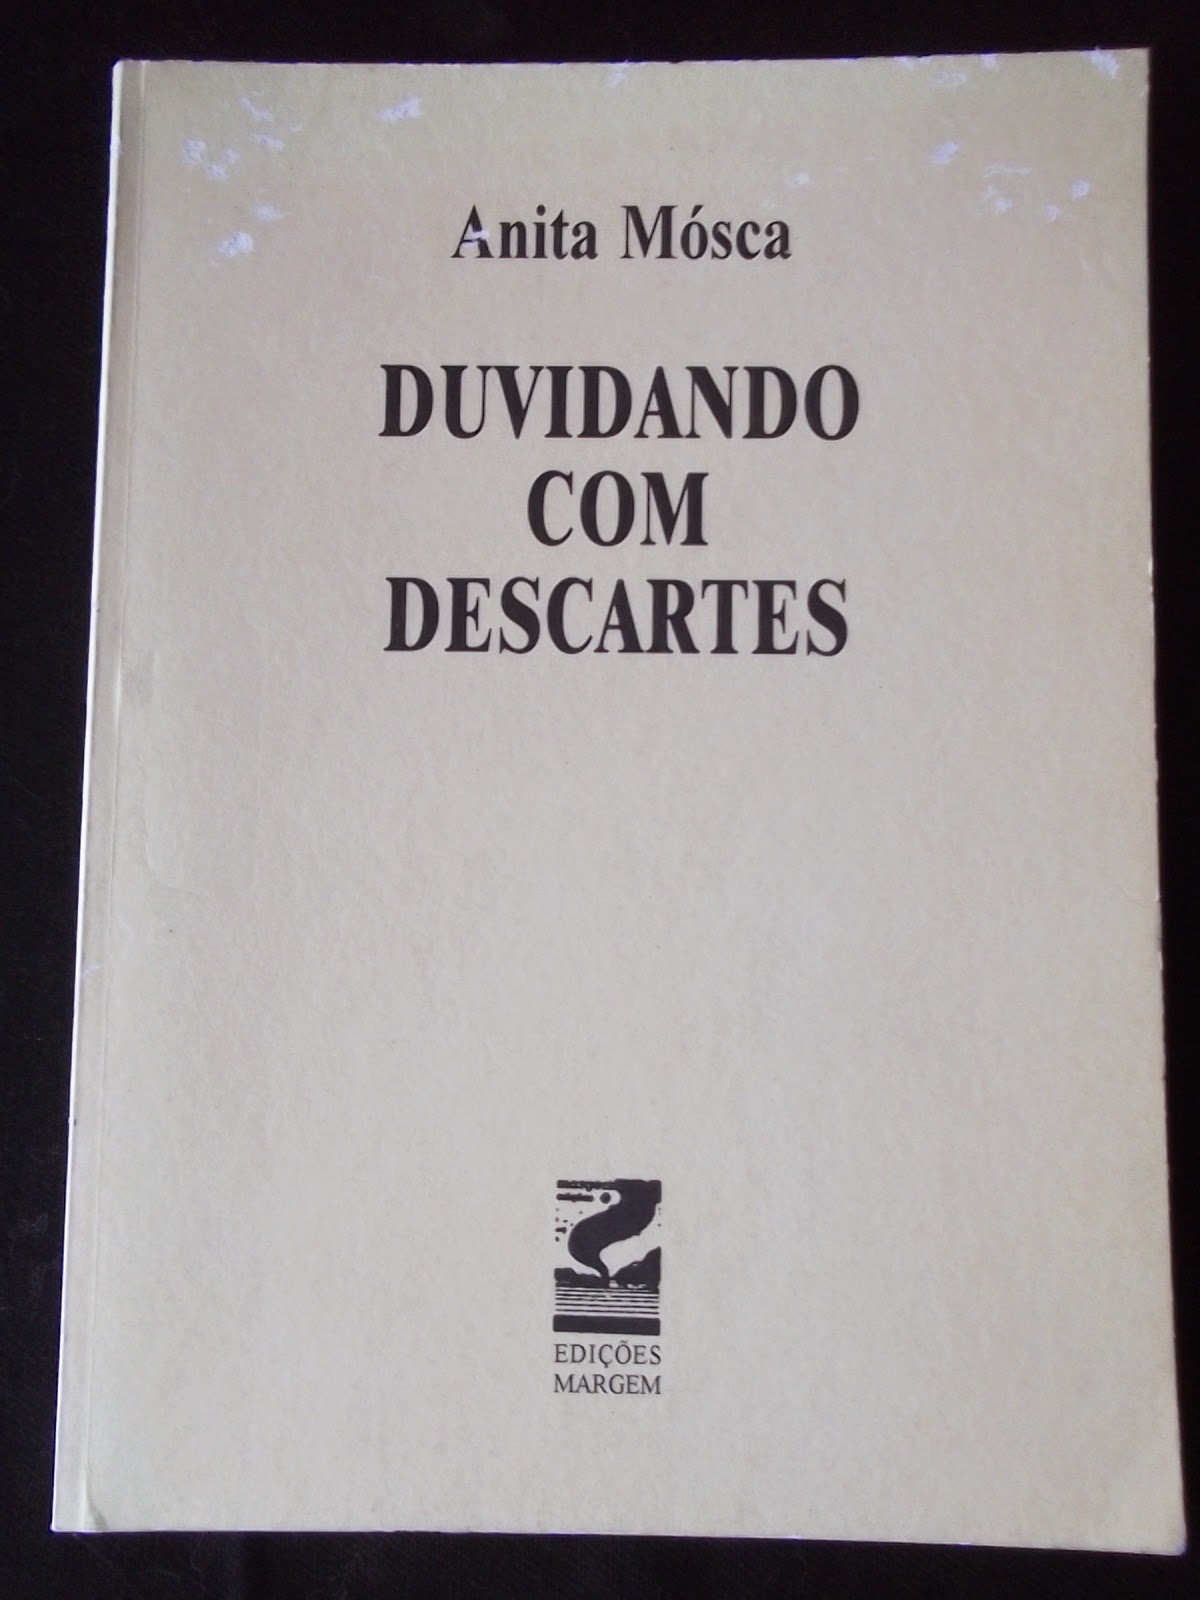 Anita Mósca
DUVIDANDO
COM
DESCARTES
EDIÇÕES
MARGEM